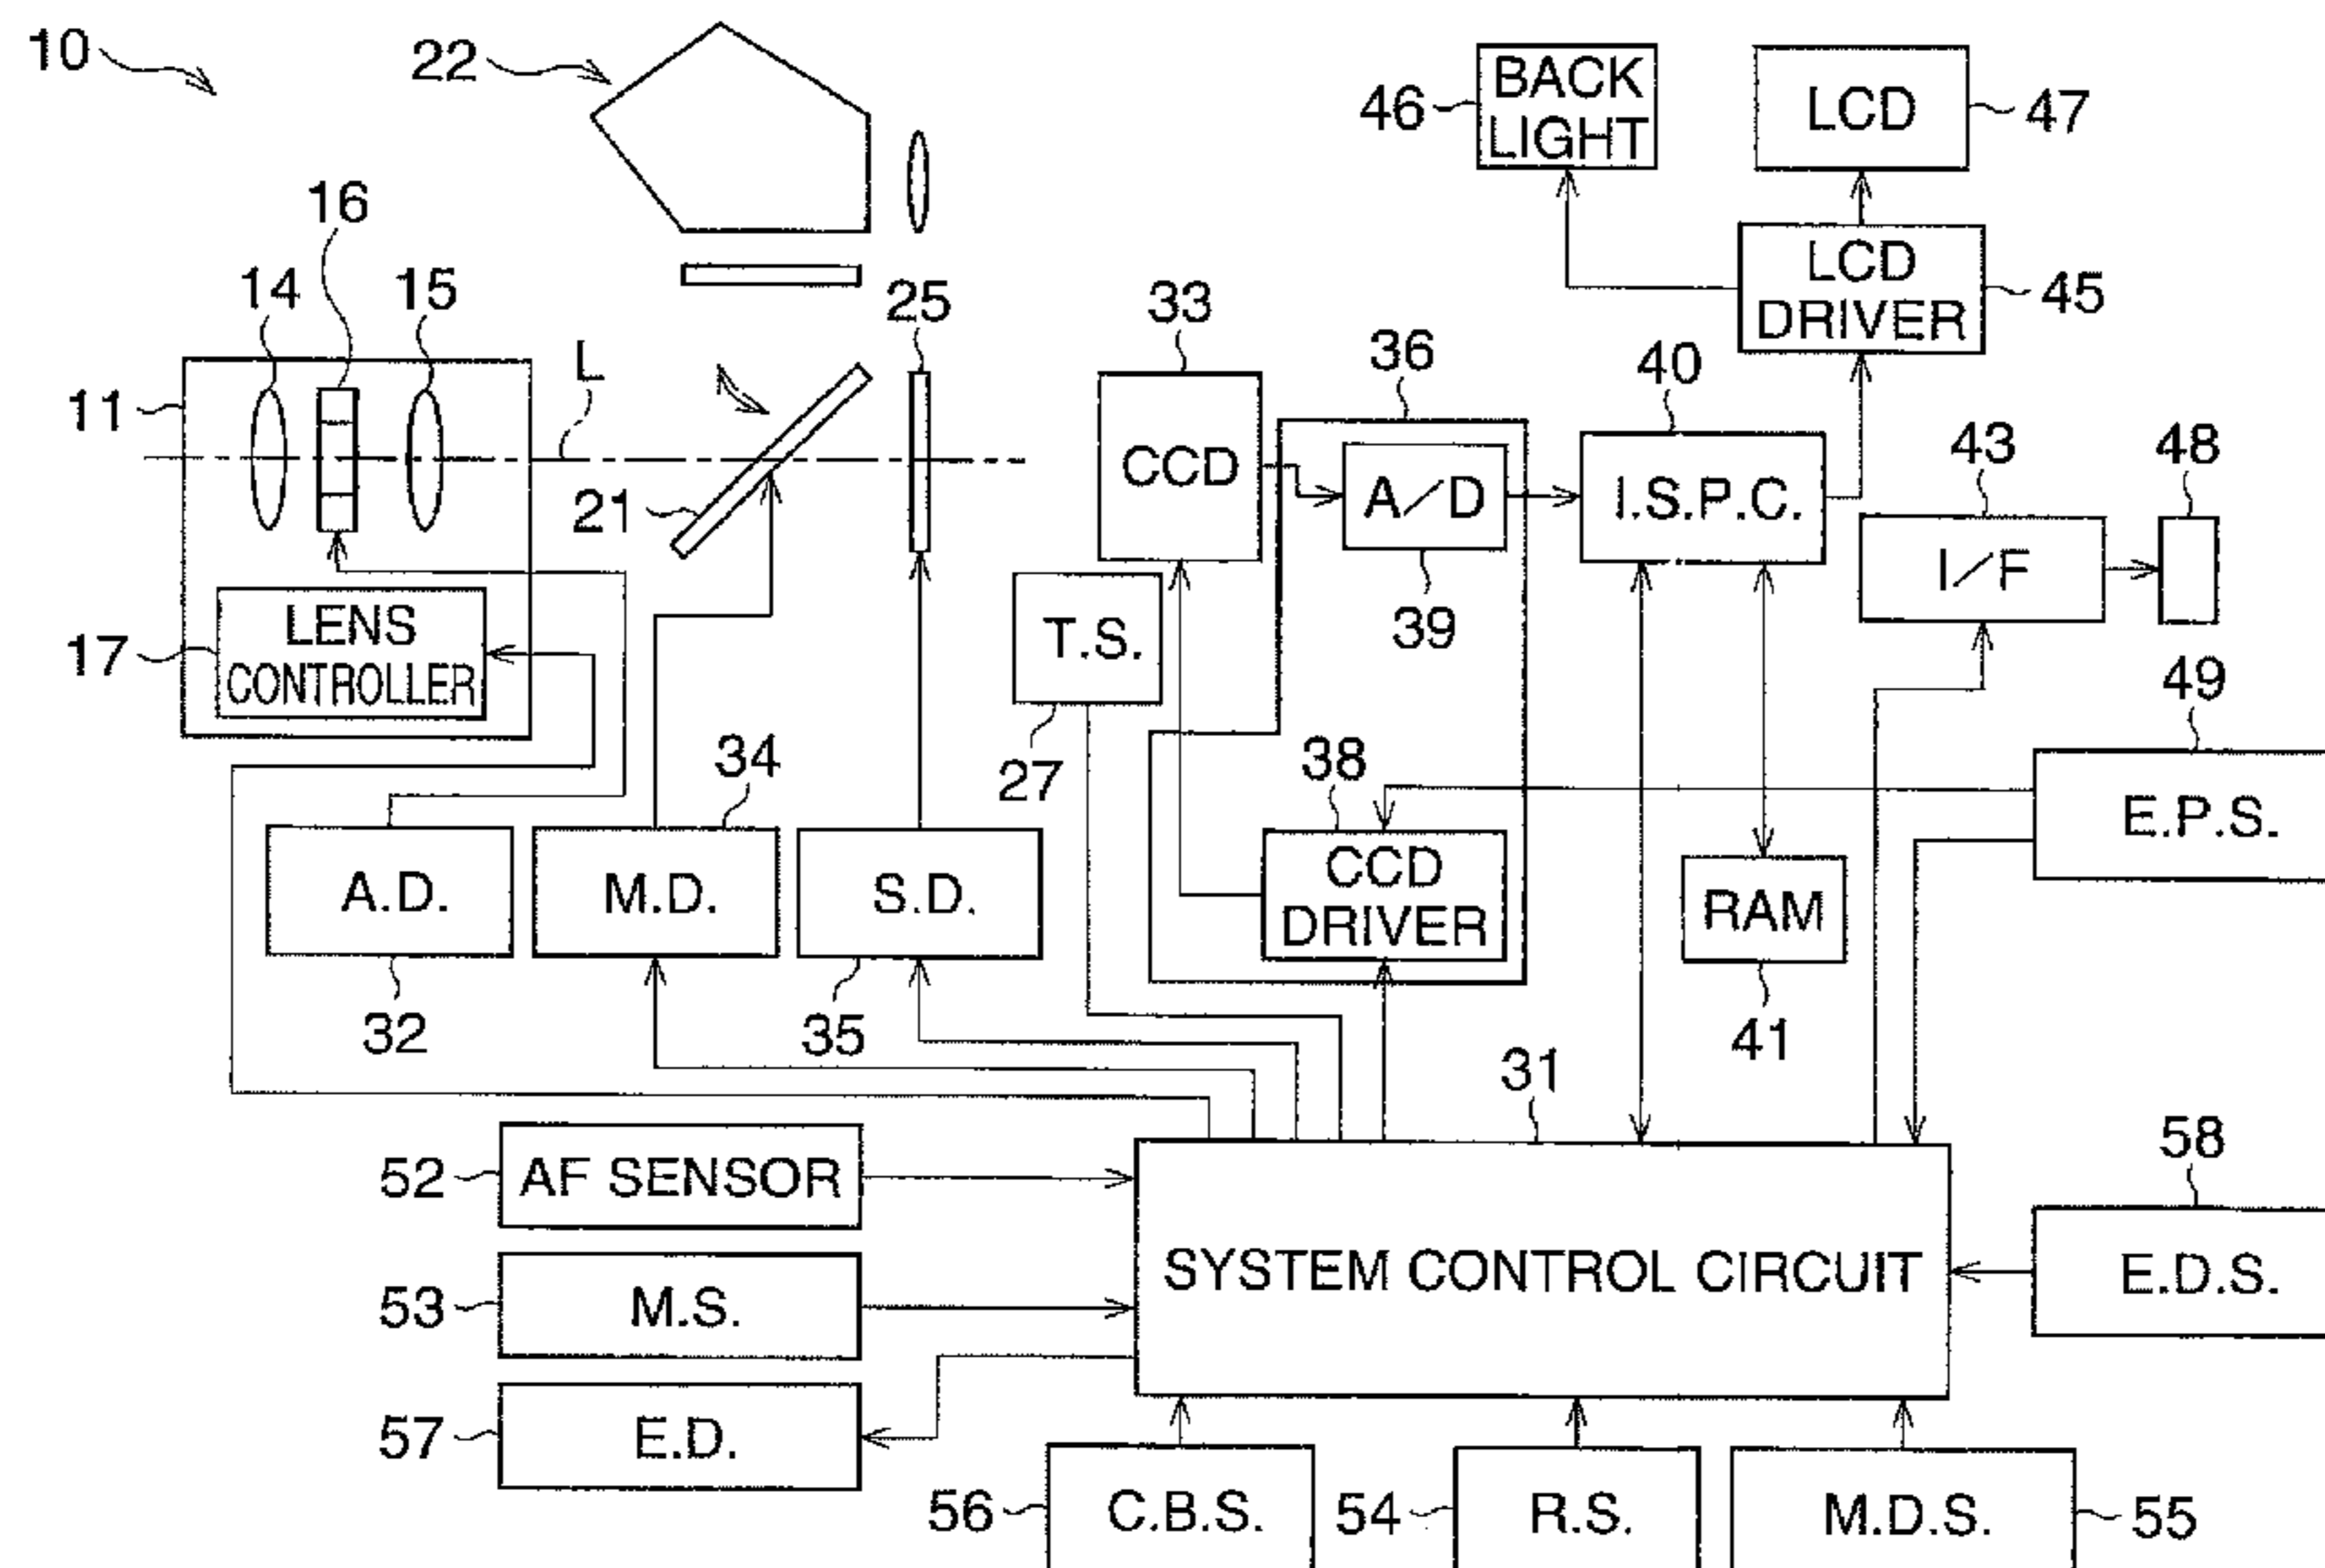 10
22
46
BACK
LIGHT
LCD
47
16
14
15
25
33
36
40
LCD
DRIVER
45
L
11
43
48
CCD
A/D
I.S.P.C.
21
I/F
39
17
LENS
CONTROLLER
T.S.
49
34
27
38
E.P.S.
A.D.
M.D.
S.D.
CCD
DRIVER
RAM
32
35
41
31
58
52
AF SENSOR
SYSTEM CONTROL CIRCUIT
E.D.S.
53
M.S.
57
E.D.
56
C.B.S.
54
R.S.
M.D.S.
55